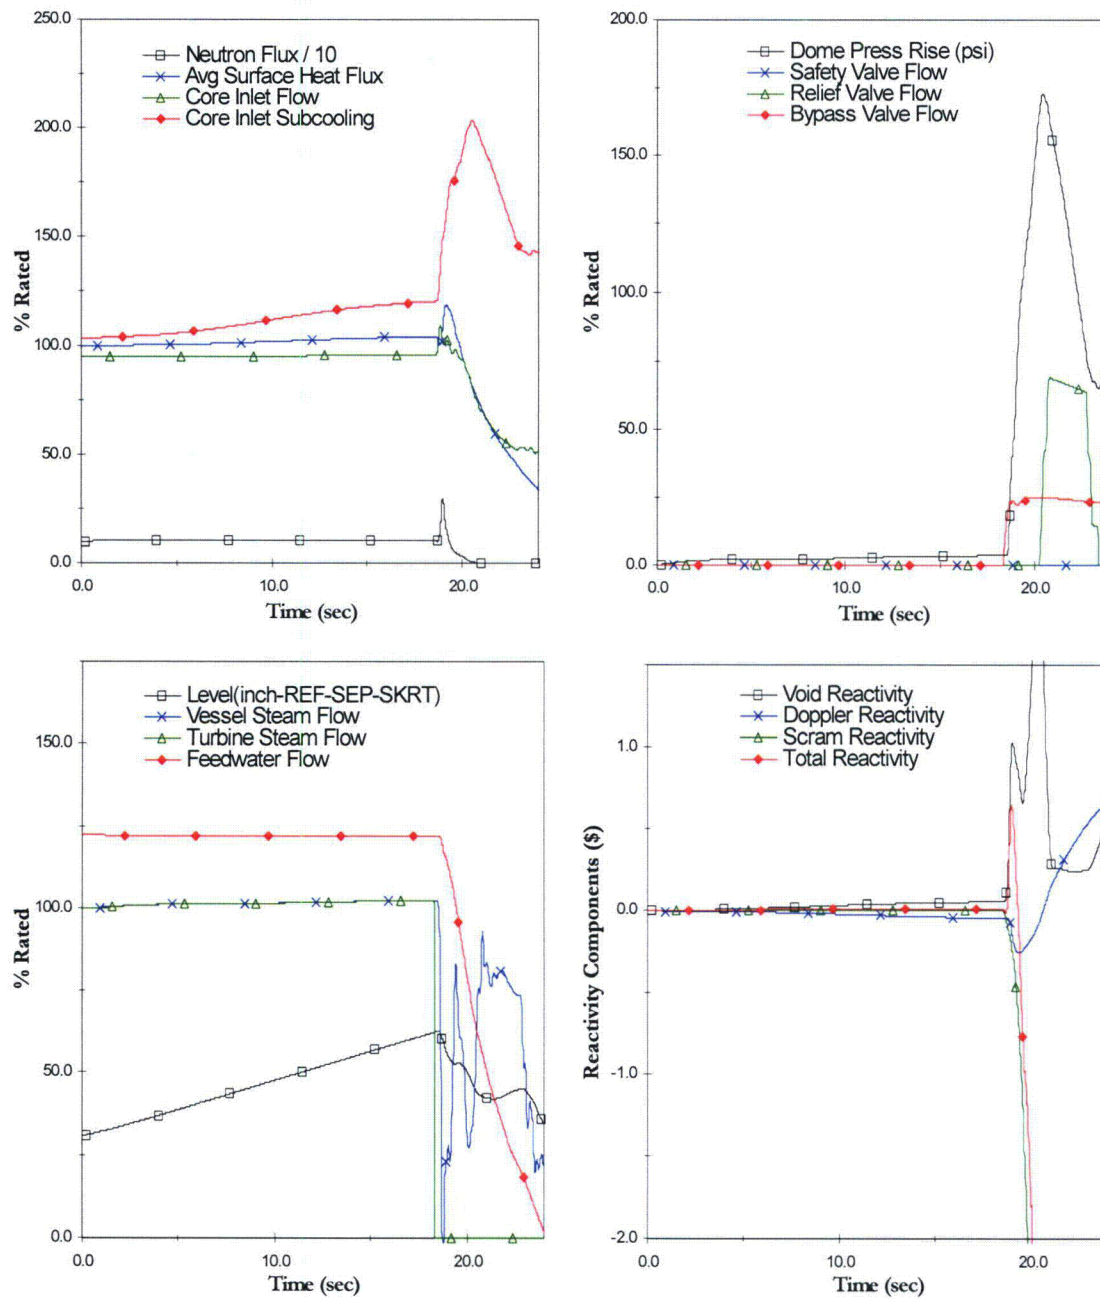 250.0
Neutron Flux / 10
Avg Surface Heat Flux
Core Inlet Flow
Core Inlet Subcooling
200.0
150.0
100.0
50.0
0.0
% Rated
0.0 10.0 20.0
Time (sec)
200.0
Dome Press Rise (psi)
Safety Valve Flow
Relief Valve Flow
Bypass Valve Flow
150.0
100.0
50.0
0.0
% Rated
0.0 10.0 20.0
Time (sec)
Level(inch-REF-SEP-SKRT)
Vessel Steam Flow
Turbine Steam Flow
Feedwater Flow
150.0
100.0
50.0
0.0
% Rated
0.0 10.0 20.0
Time (sec)
Void Reactivity
Doppler Reactivity
Scram Reactivity
Total Reactivity
1.0
0.0
-1.0
-2.0
Reactivity Components ($)
0.0 10.0 20.0
Time (sec)